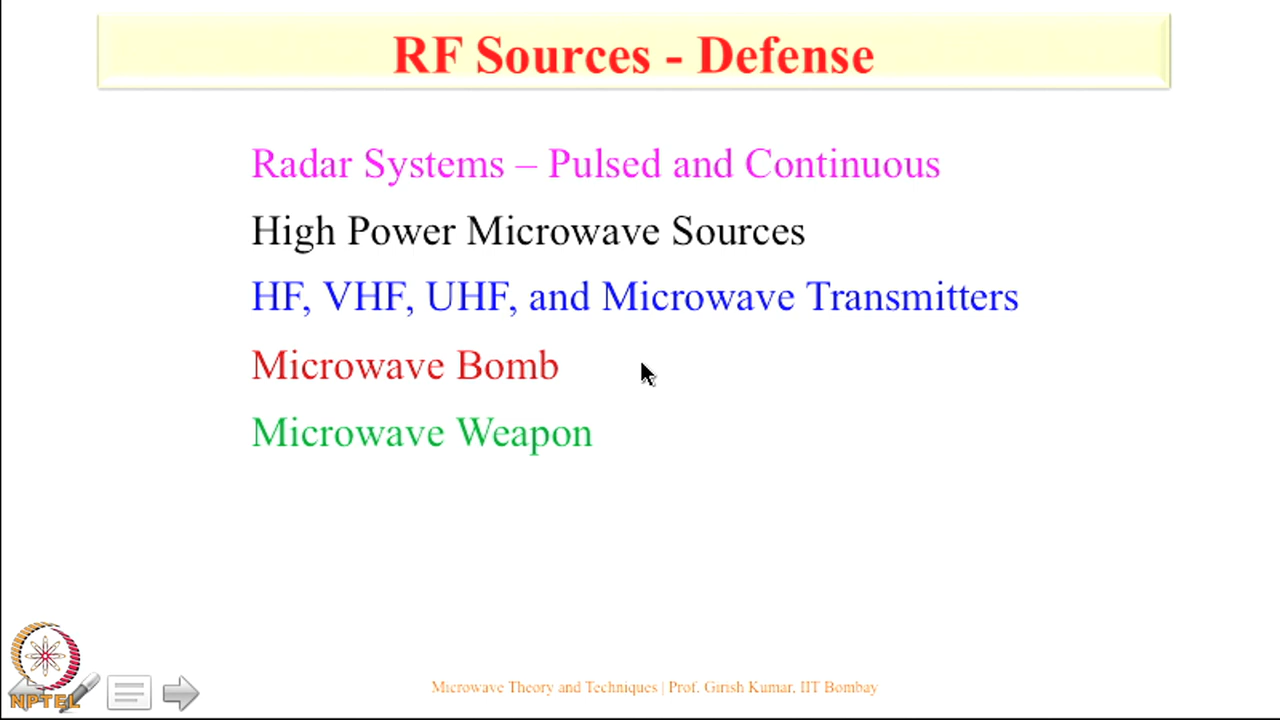 RF Sources - Defense
Radar Systems – Pulsed and Continuous
High Power Microwave Sources
HF, VHF, UHF, and Microwave Transmitters
Microwave Bomb
Microwave Weapon
NPTEL
Microwave Theory and Techniques | Prof. Girish Kumar, IIT Bombay